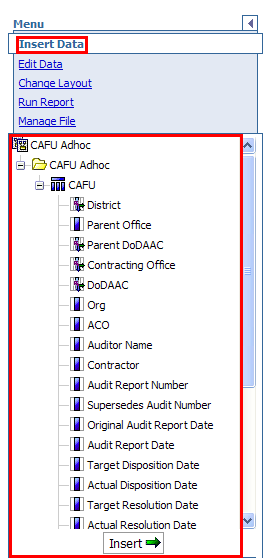 Menu
Insert Data
Edit Data
Change Layout
Run Report
Manage File
CAFU Adhoc
CAFU Adhoc
CAFU
District
Parent Office
Parent DoDAAC
Contracting Office
DoDAAC
Org
ACO
Auditor Name
Contractor
Audit Report Number
Supersedes Audit Number
Original Audit Report Date
Audit Report Date
Target Disposition Date
Actual Disposition Date
Target Resolution Date
Actual Resolution Date
Insert